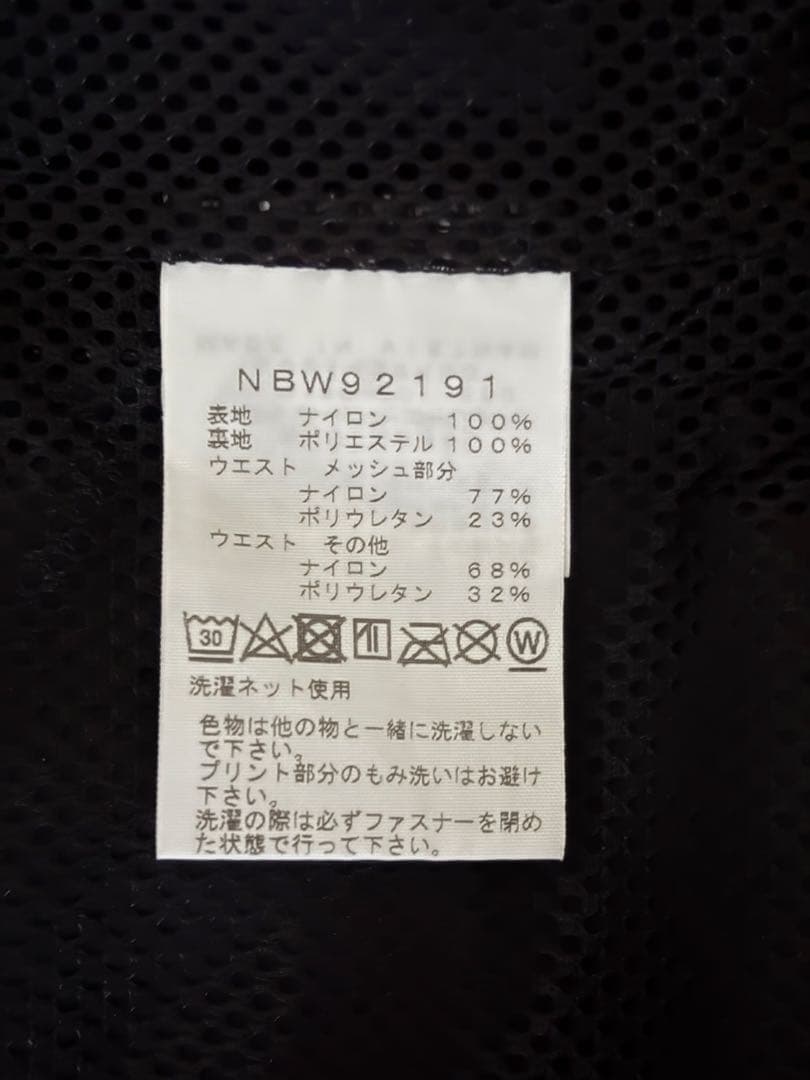 NBW92191
表地　ナイロン　100%
裏地　ポリエステル　100%
ウエスト　メッシュ部分
ナイロン　77%
ポリウレタン　23%
ウエスト　その他
ナイロン　68%
ポリウレタン　32%
30 W
洗濯ネット使用
色物は他の物と一緒に洗濯しない
で下さい。
プリント部分のもみ洗いはお避け
下さい。
洗濯の際は必ずファスナーを閉め
た状態で行って下さい。